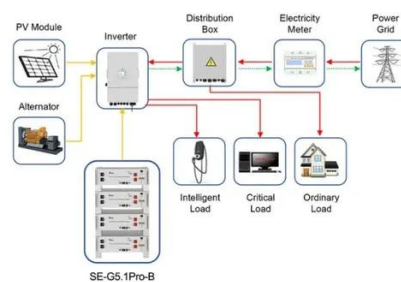 PV Module
Inverter
Distribution
Box
Electricity
Meter
Power
Grid
Alternator
Intelligent
Load
Critical
Load
Ordinary
Load
SE-G5.1Pro-B